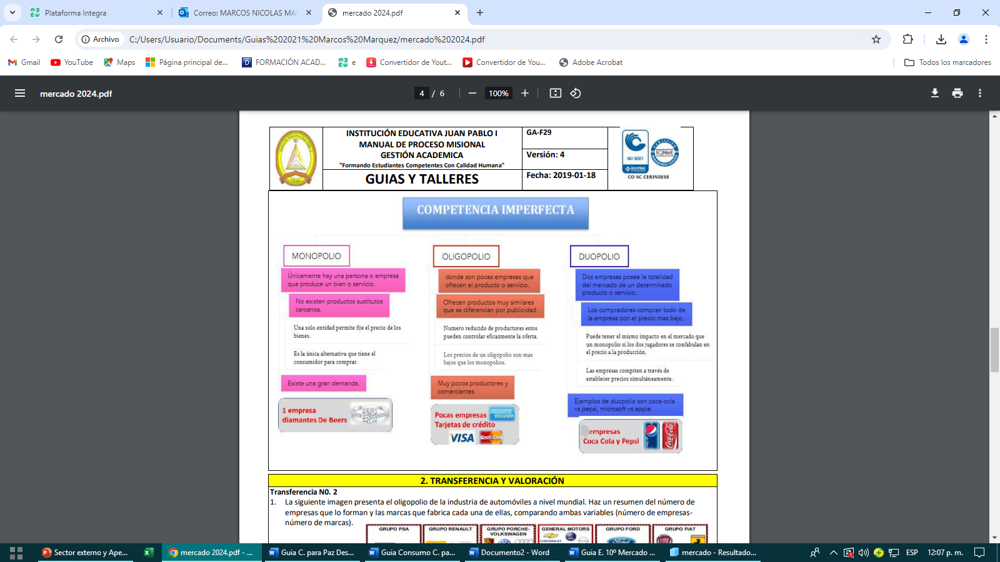 Plataforma Integra
Correo: MARCOS NICOLAS MA
mercado 2024.pdf
Archivo
C:/Users/Usuario/Documents/Guias%202021%20Marcos%20Marquez/mercado%202024.pdf
Gmail
YouTube
Maps
Página principal de...
FORMACIÓN ACAD...
e
Convertidor de Yout...
Convertidor de You...
Adobe Acrobat
Todos los marcadores
mercado 2024.pdf
4 / 6
100%
INSTITUCIÓN EDUCATIVA JUAN PABLO I
MANUAL DE PROCESO MISIONAL
GESTIÓN ACADEMICA
"Formando Estudiantes Competentes Con Calidad Humana"
GUIAS Y TALLERES
GA-F29
Versión: 4
Fecha: 2019-01-18
ISO 9001
icontec
CERTIFIED
IQNet
CO-SC CER350838
COMPETENCIA IMPERFECTA
MONOPOLIO
Únicamente hay una persona o empresa
que produce un bien o servicio.
No existen productos sustitutos
cercanos.
Una solo entidad permite fije el precio de los
bienes.
Es la única alternativa que tiene el
consumidor para comprar.
Existe una gran demanda.
1 empresa
diamantes De Beers
OLIGOPOLIO
donde son pocas empresas que
ofrecen el producto o servicio.
Ofrecen productos muy similares
que se diferencian por publicidad.
Numero reducido de productores estos
pueden controlar eficazmente la oferta.
Los precios de un oligopolio son mas
bajos que los monopolios.
Muy pocos productores y
comerciantes
Pocas empresas
Tarjetas de crédito
AMERICAN
EXPRESS
VISA
MasterCard
DUOPOLIO
Dos empresas posee la totalidad
del mercado de un determinado
producto o servicio.
Los compradores compran todo de
la empresa con el precio mas bajo.
Puede tener el mismo impacto en el mercado que
un monopolio si los dos jugadores se confabulan en
el precio a la producción.
Las empresas compiten a través de
establecer precios simultáneamente.
Ejemplos de duopolio son coca-cola
vs pepsi, microsoft vs apple.
empresas
Coca Cola y Pepsi
pepsi
Coca-Cola
2. TRANSFERENCIA Y VALORACIÓN
Transferencia N0. 2
1. La siguiente imagen presenta el oligopolio de la industria de automóviles a nivel mundial. Haz un resumen del número de
empresas que lo forman y las marcas que fabrica cada una de ellas, comparando ambas variables (número de empresas-
número de marcas).
GRUPO PSA
GRUPO RENAULT
GRUPO PORCHE-
VOLKSWAGEN
GENERAL MOTORS
CHEVROLET
GRUPO FORD
Ford
GRUPO FIAT
FIAT
Sector externo y Ape...
mercado 2024.pdf - ...
Guia C. para Paz Des...
Guia Consumo C. pa...
Documento2 - Word
Guia E. 10º Mercado ...
mercado - Resultado...
ESP
12:07 p. m.